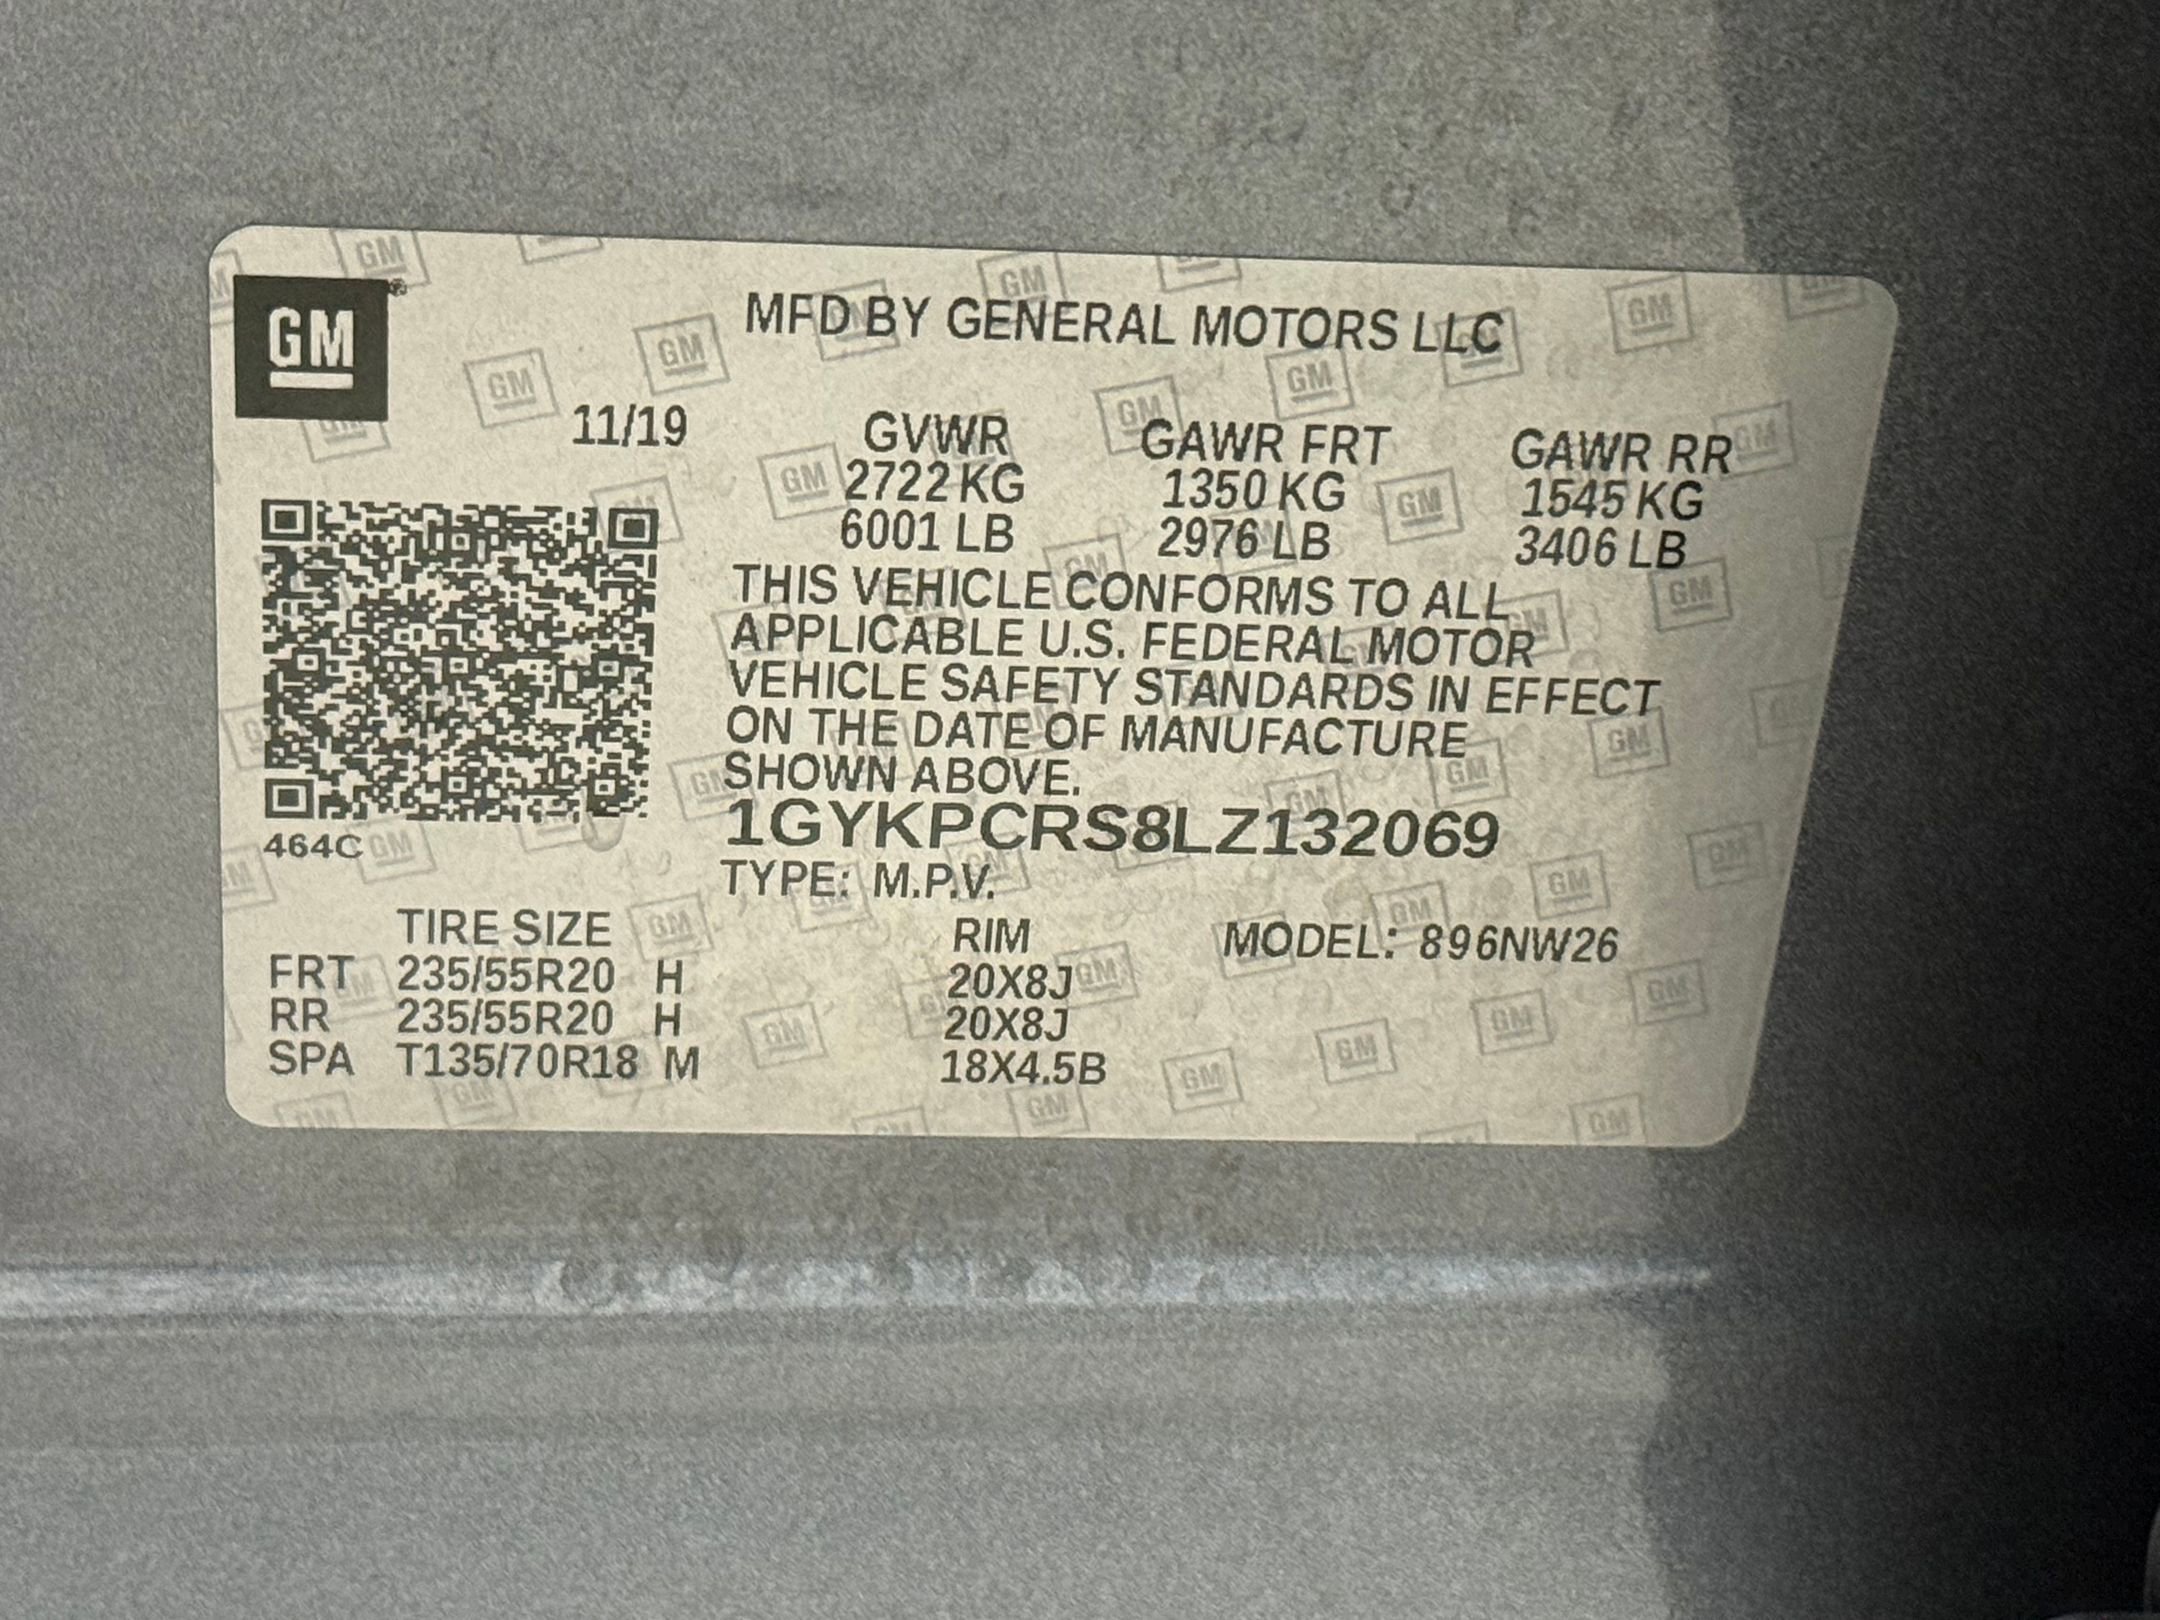 GM
MFD BY GENERAL MOTORS LLC
11/19
GVWR GAWR FRT GAWR RR
2722 KG 1350 KG 1545 KG
6001 LB 2976 LB 3406 LB
THIS VEHICLE CONFORMS TO ALL
APPLICABLE U.S. FEDERAL MOTOR
VEHICLE SAFETY STANDARDS IN EFFECT
ON THE DATE OF MANUFACTURE
SHOWN ABOVE.
1GYKPCRS8LZ132069
464C
TYPE: M.P.V.
TIRE SIZE RIM MODEL: 896NW26
FRT 235/55R20 H 20X8J
RR 235/55R20 H 20X8J
SPA T135/70R18 M 18X4.5B